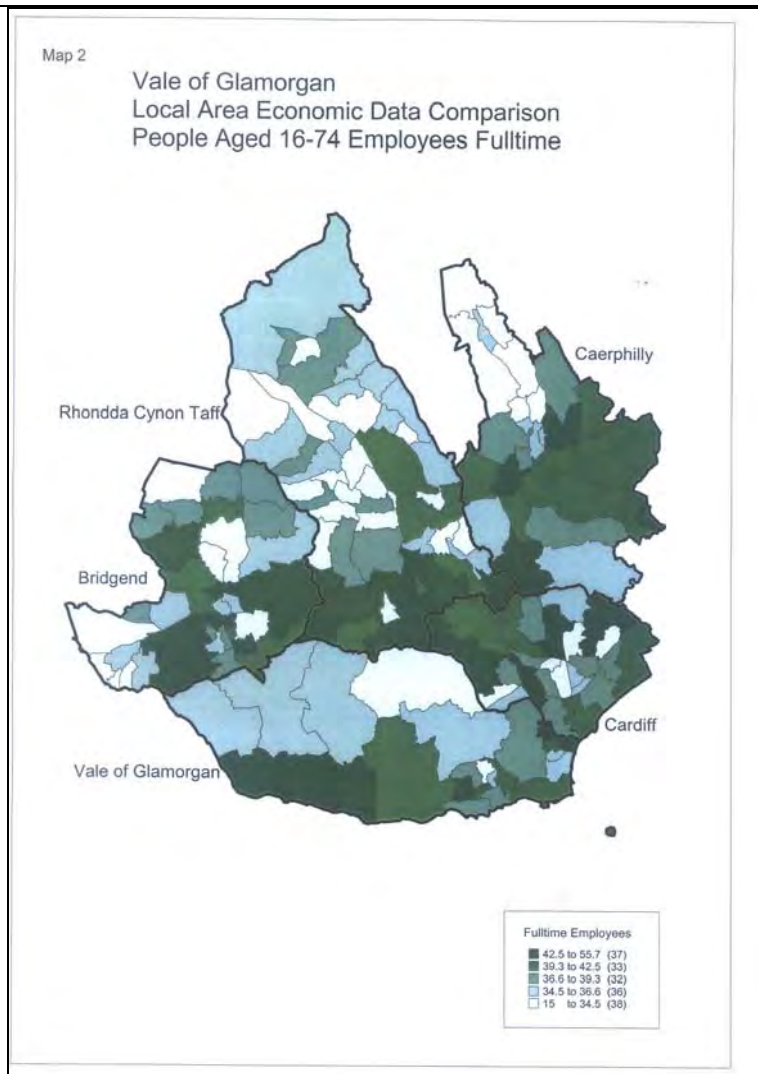 Map 2
Vale of Glamorgan
Local Area Economic Data Comparison
People Aged 16-74 Employees Fulltime
Caerphilly
Rhondda Cynon Taff
Bridgend
Cardiff
Vale of Glamorgan
Fulltime Employees
42.5 to 55.7 (37)
39.3 to 42.5 (33)
36.6 to 39.3 (32)
34.5 to 36.6 (36)
15 to 34.5 (38)